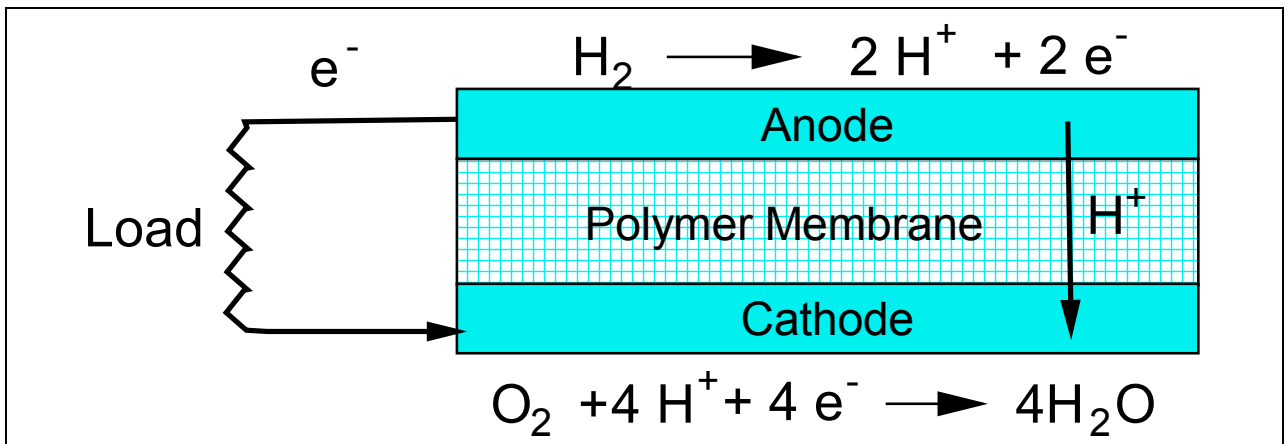 e⁻ H₂ ⟶ 2 H⁺ + 2 e⁻
Anode
Load Polymer Membrane H⁺
Cathode
O₂ +4 H⁺+ 4 e⁻ ⟶ 4H₂O